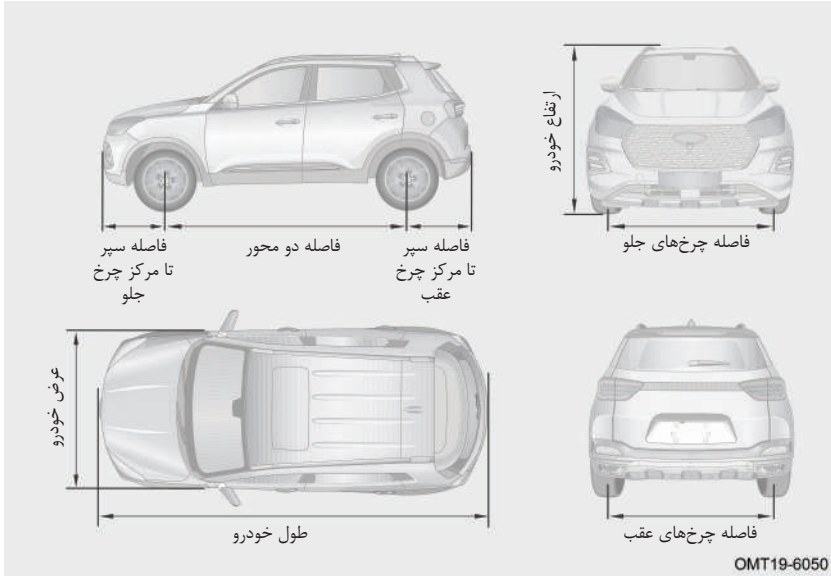 ارتفاع خودرو
فاصله چرخ‌های جلو
فاصله سپر
تا مرکز چرخ
عقب
فاصله دو محور
فاصله سپر
تا مرکز چرخ
جلو
عرض خودرو
طول خودرو
فاصله چرخ‌های عقب
OMT19-6050